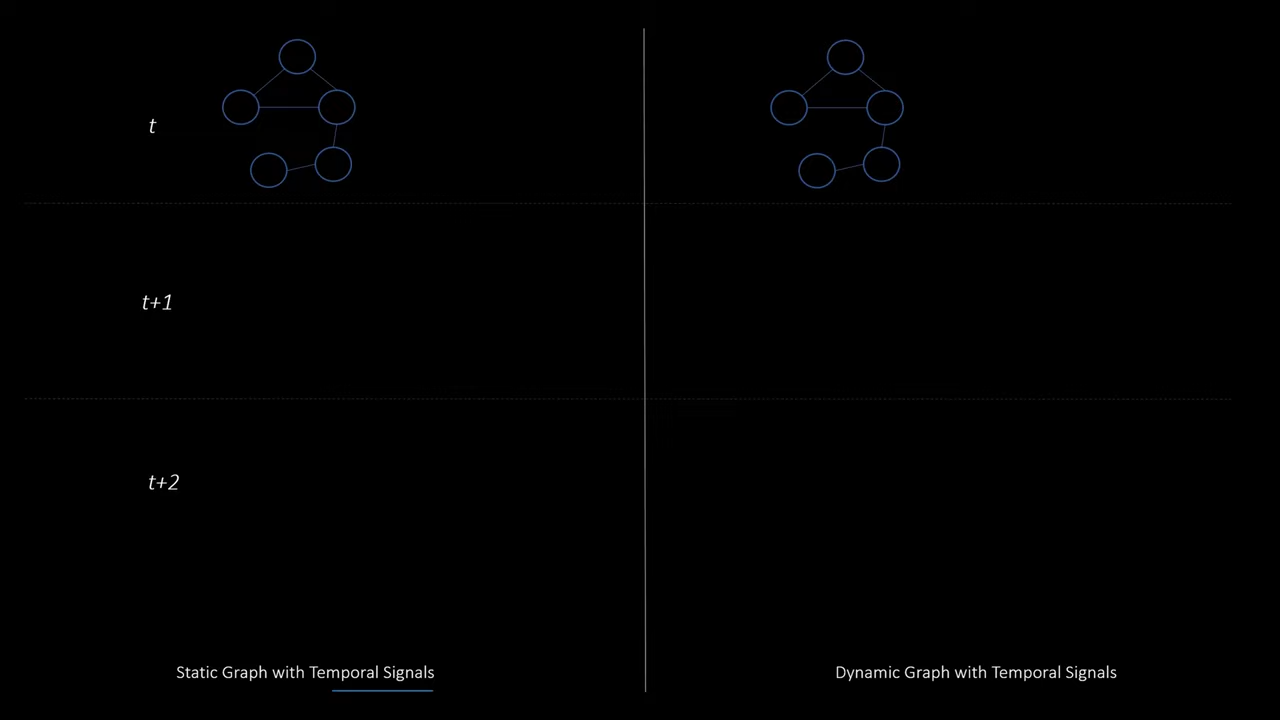 t
t+1
t+2
Static Graph with Temporal Signals
Dynamic Graph with Temporal Signals